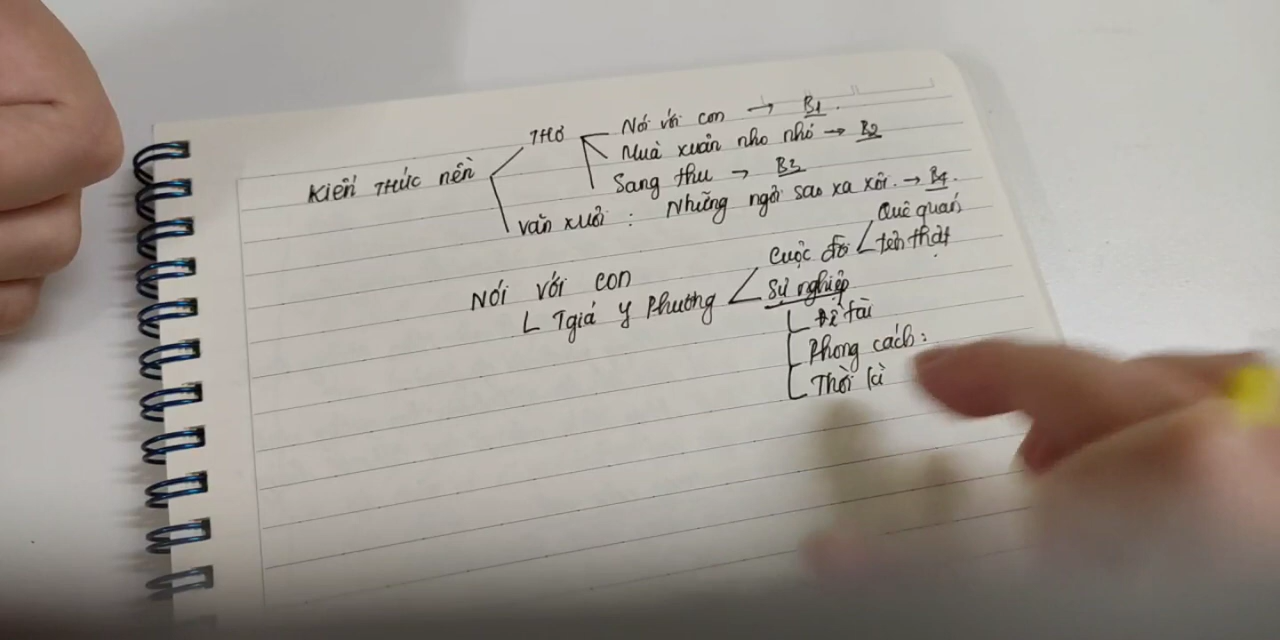 Kiến thức nền
Thơ
Nói với con → B1.
Mùa xuân nho nhỏ → B2
Sang thu → B3
Văn xuôi : Những ngôi sao xa xôi. → B4.
Nói với con
Tgiả Y Phương
Cuộc đời
Quê quán
tên thật
Sự nghiệp
Đề tài
Phong cách:
Thời kì